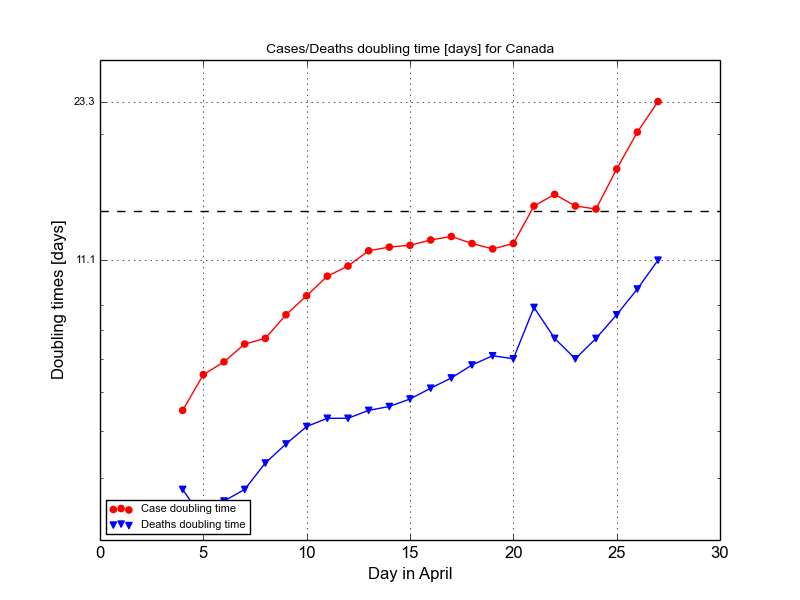 Cases/Deaths doubling time [days] for Canada
23.3
11.1
Doubling times [days]
Case doubling time
Deaths doubling time
0 5 10 15 20 25 30
Day in April